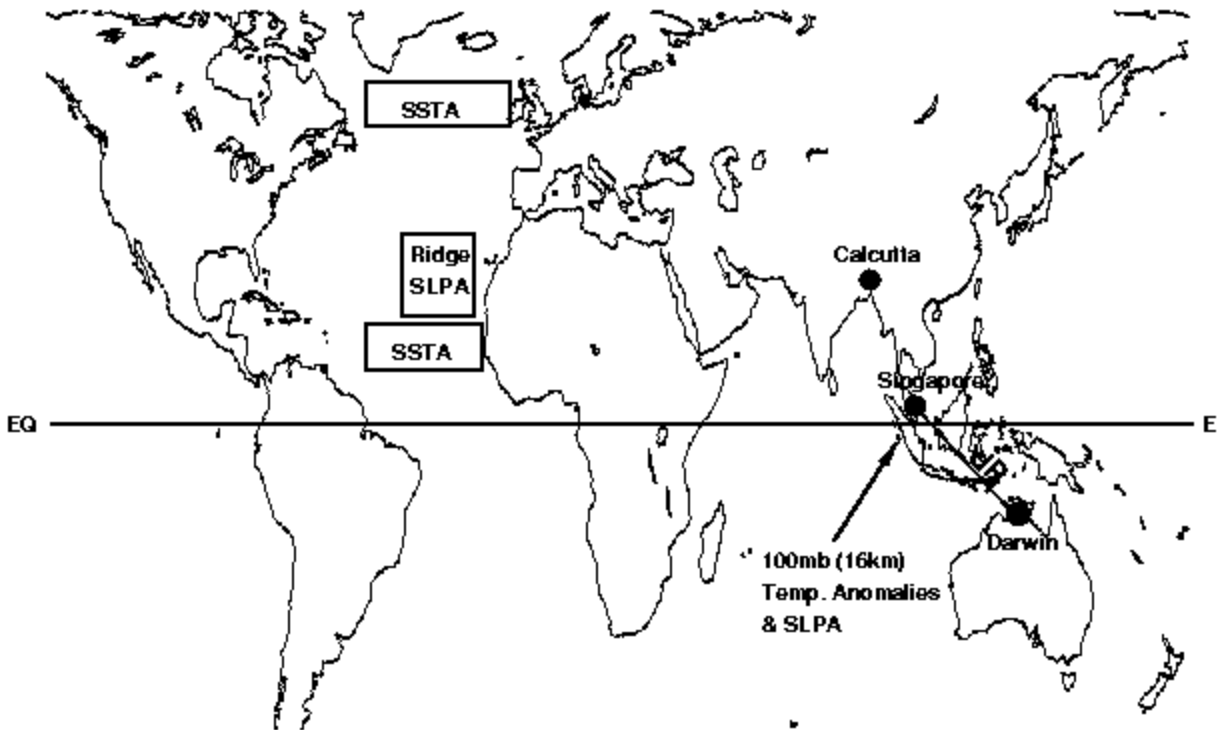 SSTA
Ridge
SLPA
SSTA
Calcutta
Singapore
EQ
E
Darwin
100mb (16km)
Temp. Anomalies
& SLPA